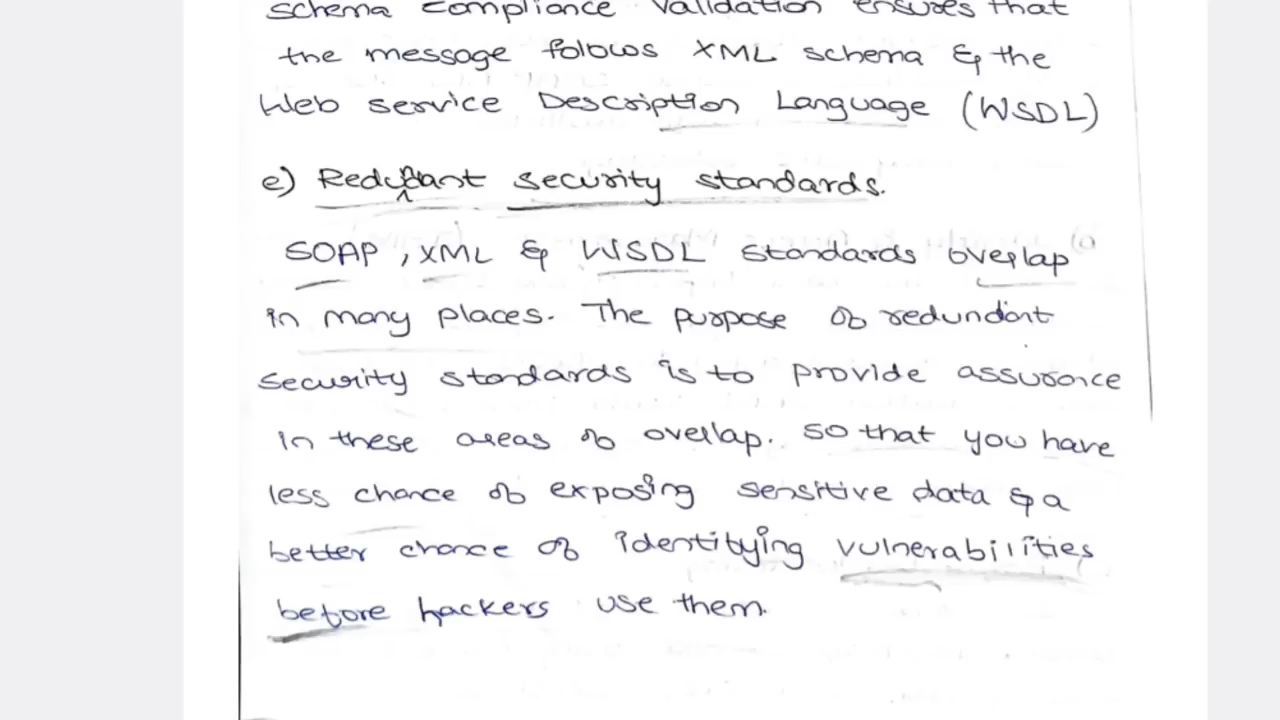 schema compliance validation ensures that
the message folows XML schema & the
Web service Description Language (WSDL)
e) Redundant security standards.
SOAP, XML & WSDL standards overlap
in many places. The purpose of redundant
security standards is to provide assurance
in these areas of overlap. so that you have
less chance of exposing sensitive data & a
better chance of identitying vulnerabilities
before hackers use them.